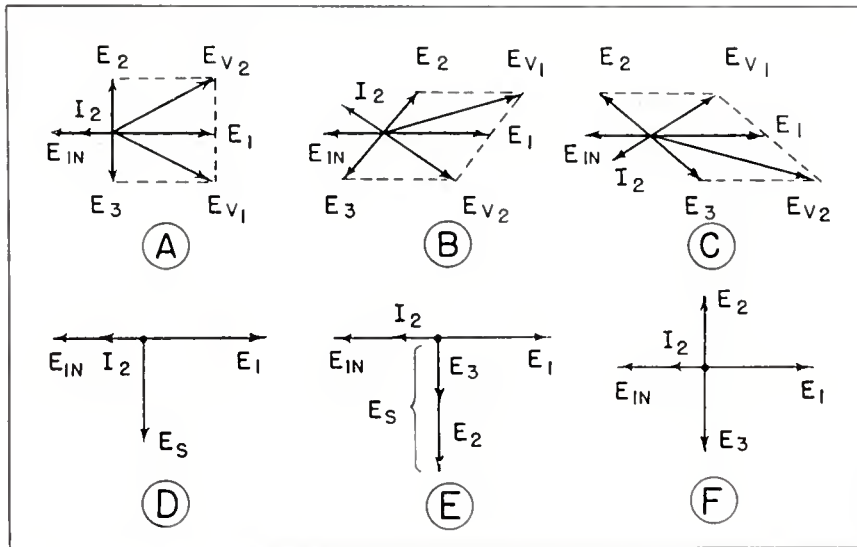 E2 EV2
I2
EIN E1
E3 EV1
A
E2 EV1
I2
EIN E1
E3 EV2
B
E2 EV1
EIN E1
I2
E3 EV2
C
EIN I2 E1
ES
D
I2
EIN E3 E1
ES
E2
E
E2
I2
EIN E1
E3
F